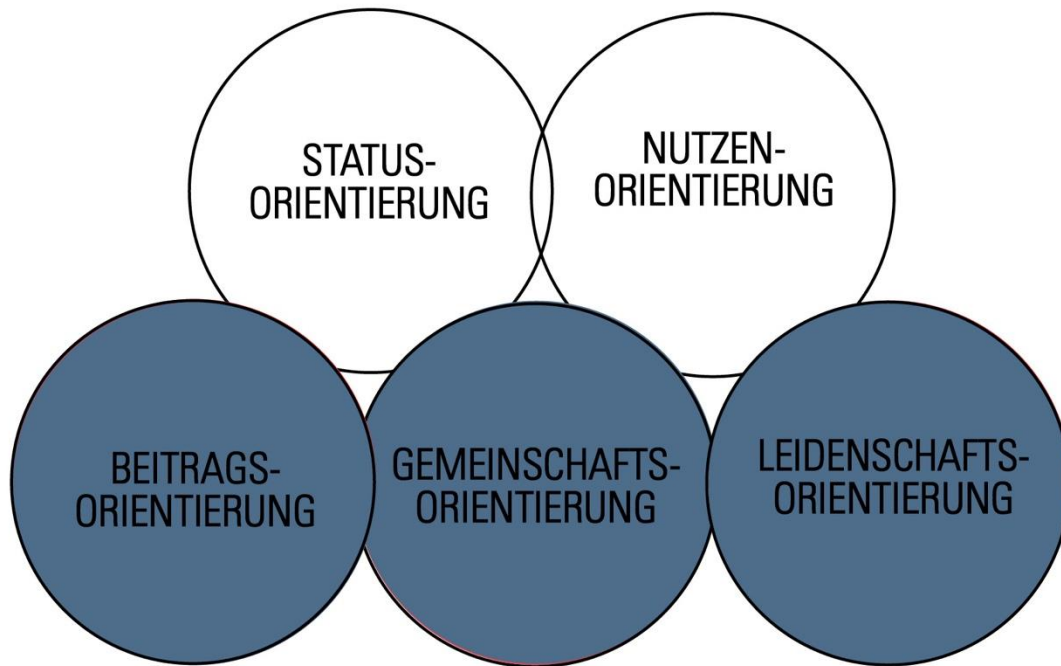 STATUS-
ORIENTIERUNG
NUTZEN-
ORIENTIERUNG
BEITRAGS-
ORIENTIERUNG
GEMEINSCHAFTS-
ORIENTIERUNG
LEIDENSCHAFTS-
ORIENTIERUNG